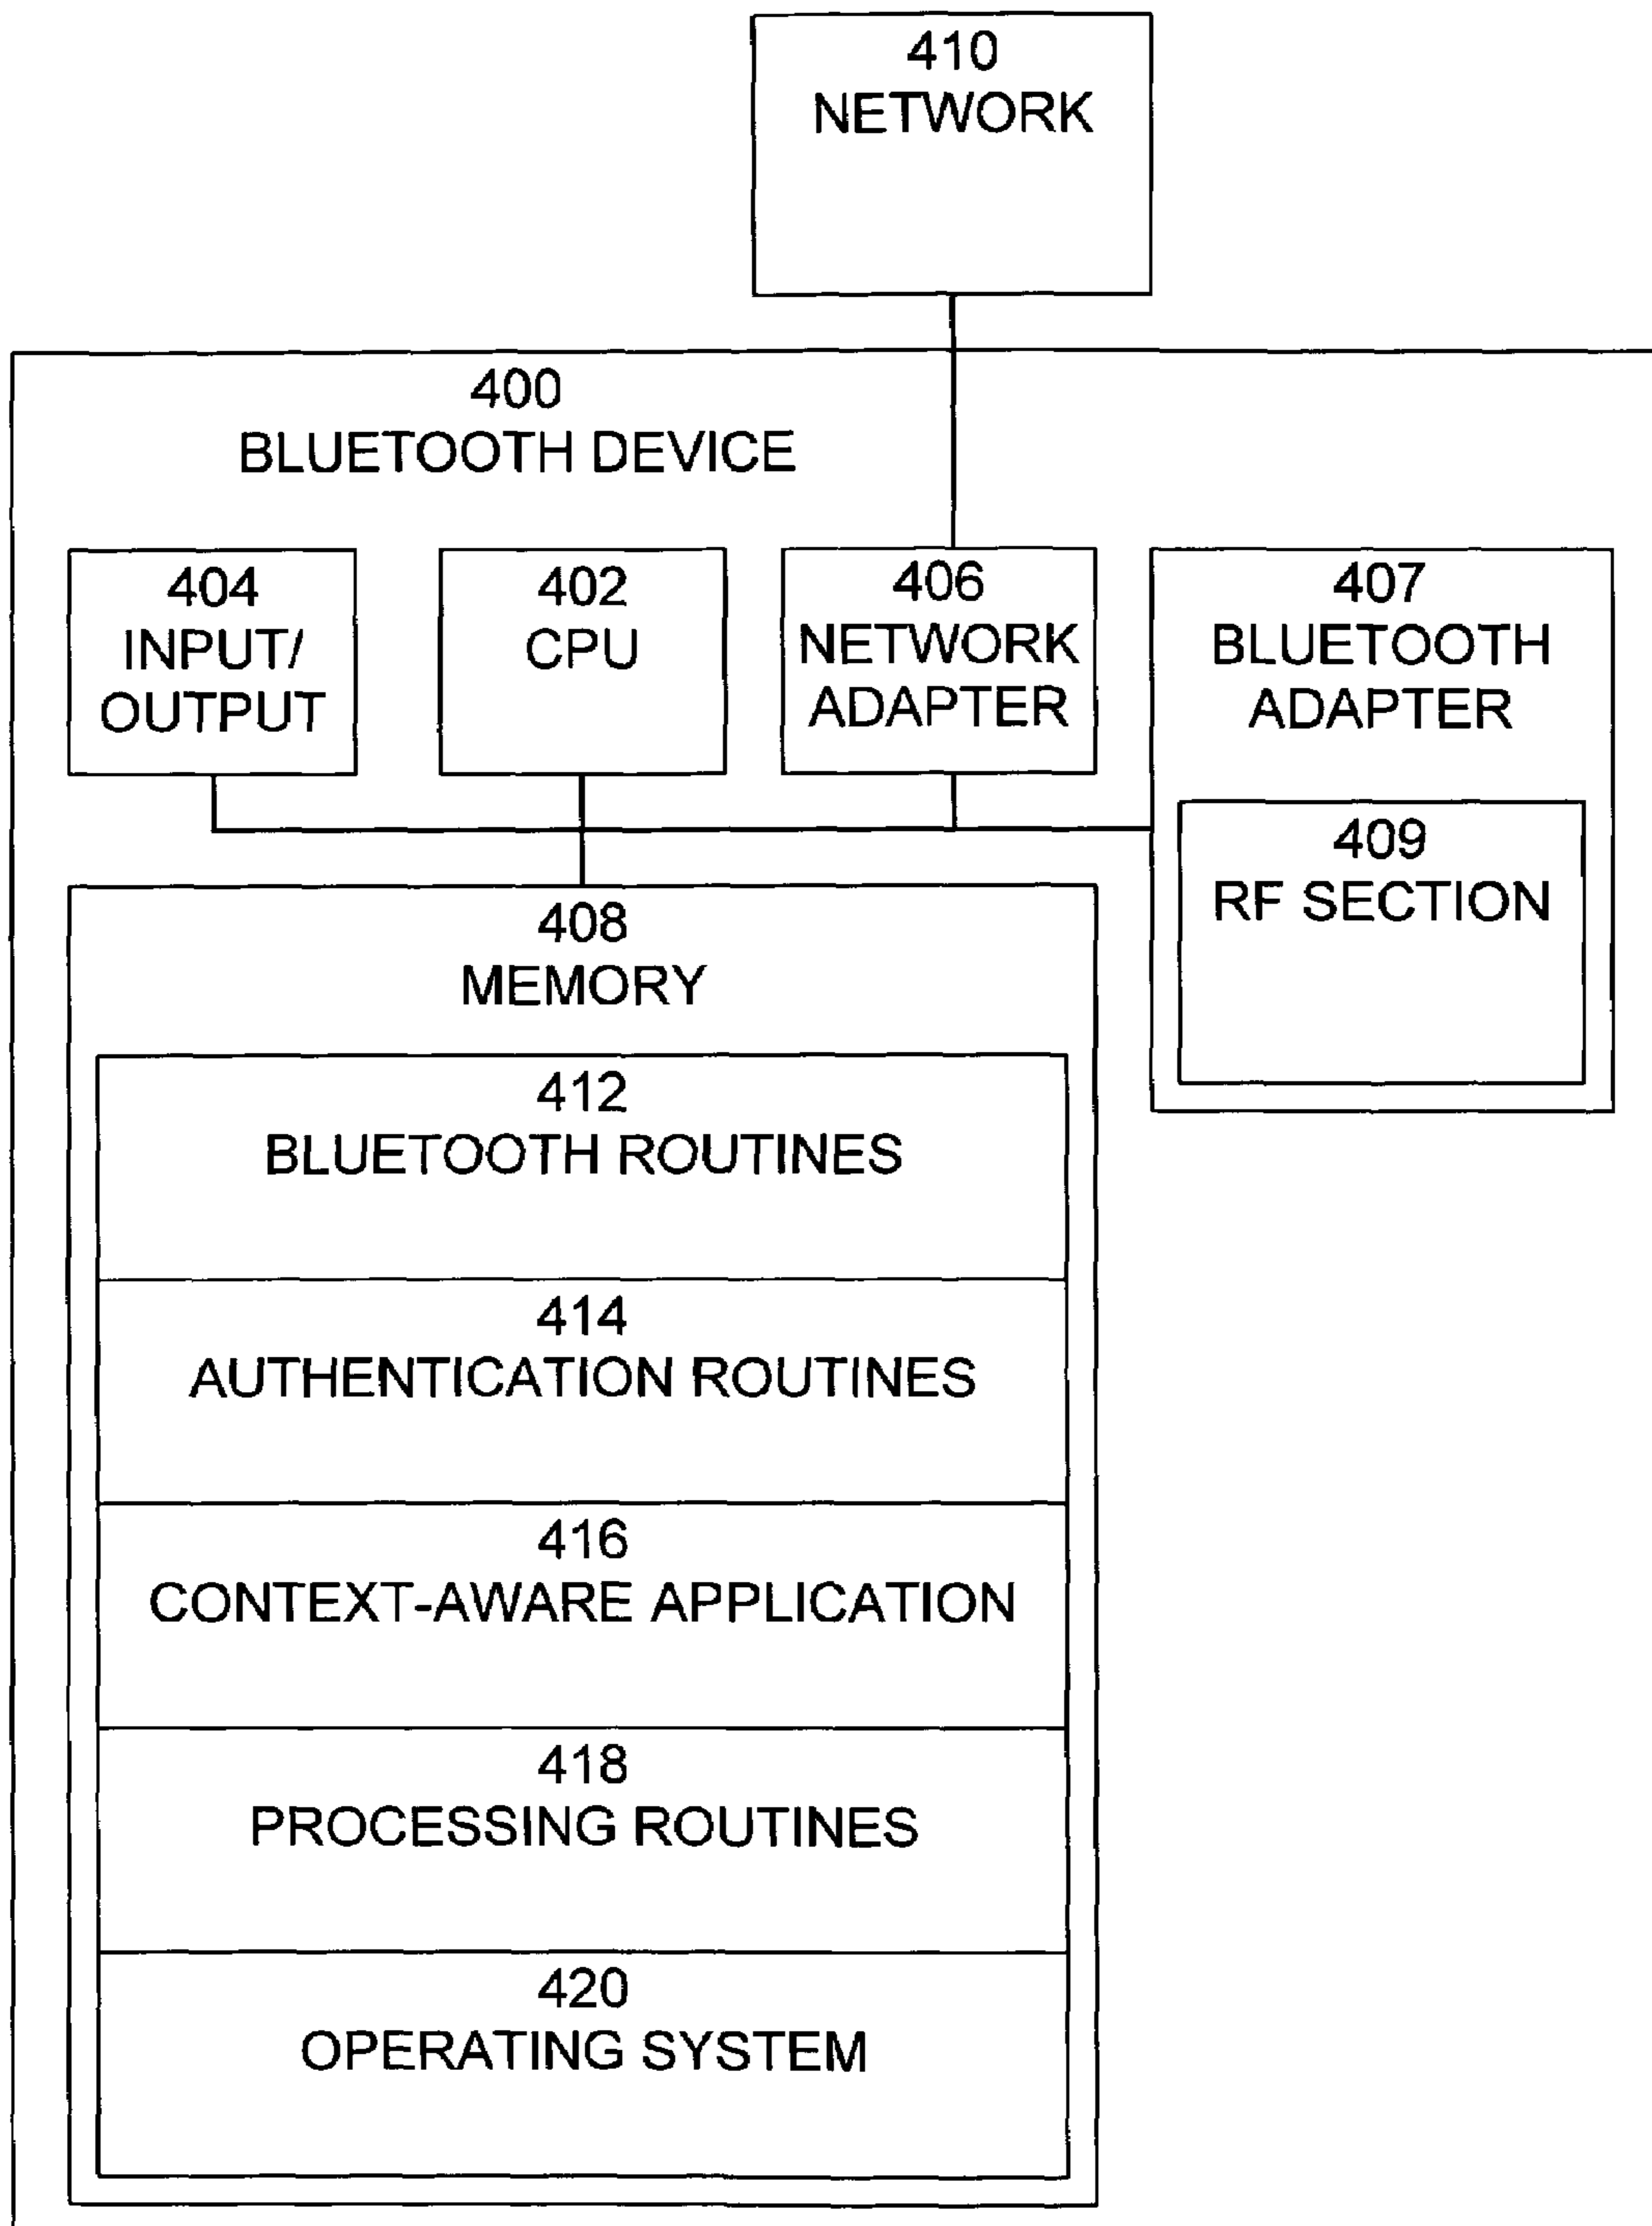 410
NETWORK
400
BLUETOOTH DEVICE
404
INPUT/
OUTPUT
402
CPU
406
NETWORK
ADAPTER
407
BLUETOOTH
ADAPTER
409
RF SECTION
408
MEMORY
412
BLUETOOTH ROUTINES
414
AUTHENTICATION ROUTINES
416
CONTEXT-AWARE APPLICATION
418
PROCESSING ROUTINES
420
OPERATING SYSTEM